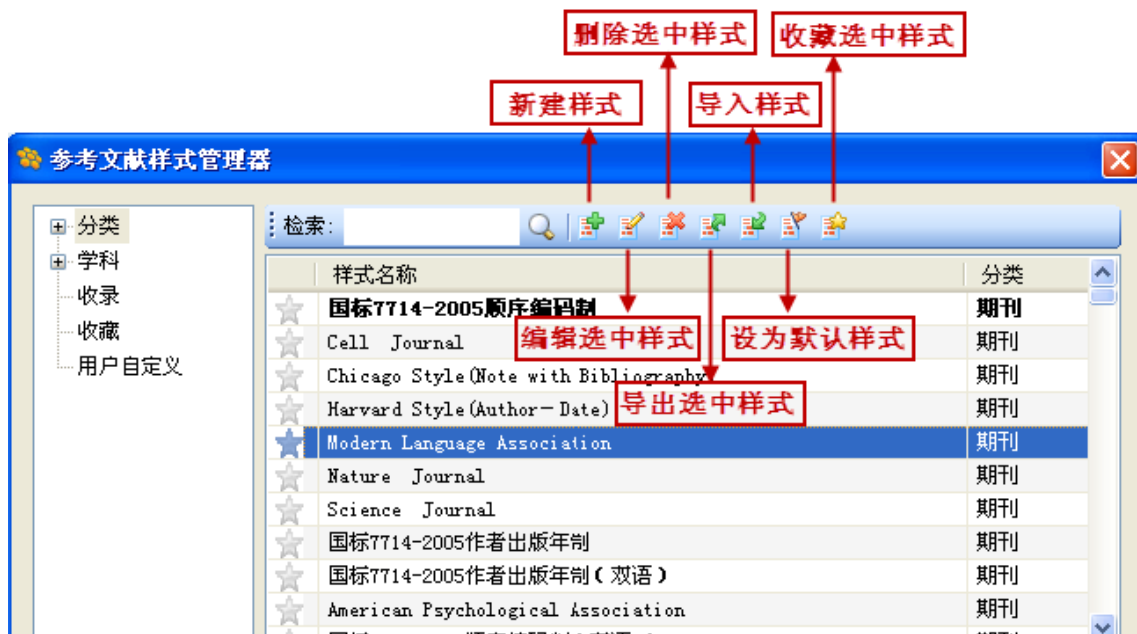 删除选中样式 收藏选中样式
新建样式 导入样式
参考文献样式管理器
分类
学科
收录
收藏
用户自定义
检索:
样式名称 分类
国标7714-2005顺序编码制 期刊
编辑选中样式 设为默认样式
Cell Journal 期刊
Chicago Style(Note with Bibliography 期刊
导出选中样式
Harvard Style(Author－Date) 期刊
Modern Language Association 期刊
Nature Journal 期刊
Science Journal 期刊
国标7714-2005作者出版年制 期刊
国标7714-2005作者出版年制(双语) 期刊
American Psychological Association 期刊